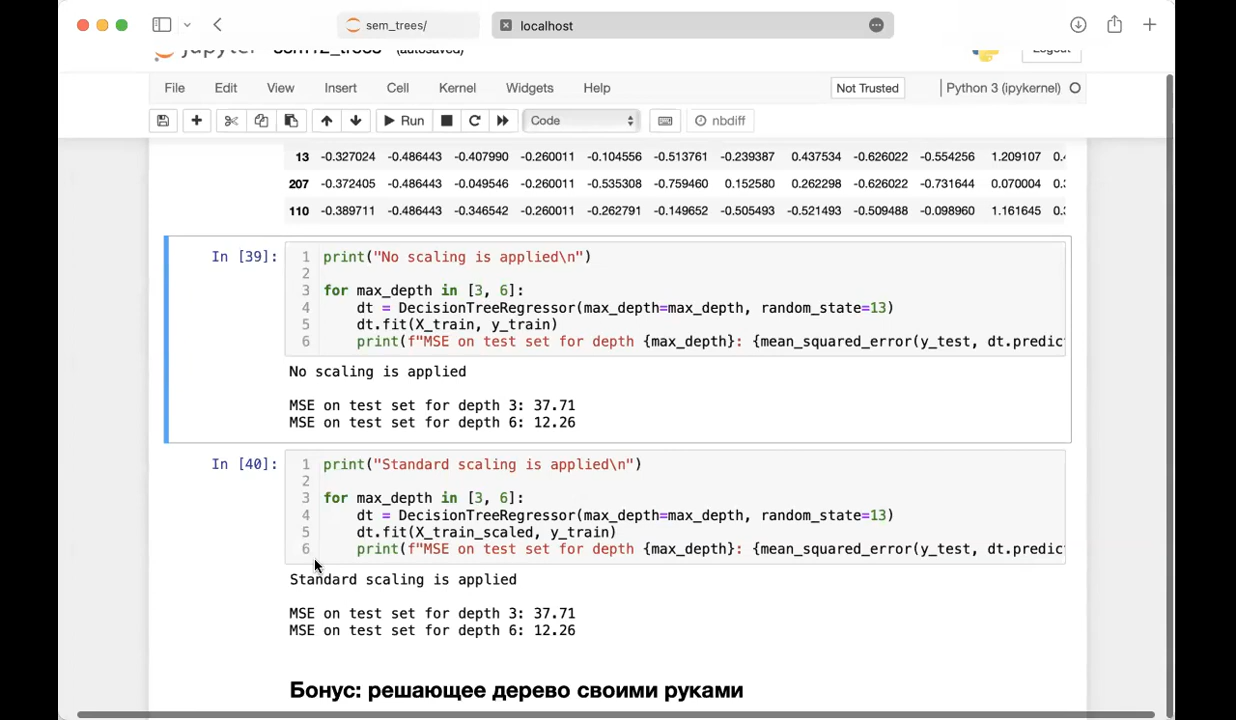 sem_trees/
localhost
jupyter sem12_trees (autosaved)
Logout
File Edit View Insert Cell Kernel Widgets Help
Not Trusted
Python 3 (ipykernel)
Run
Code
nbdiff
13 -0.327024 -0.486443 -0.407990 -0.260011 -0.104556 -0.513761 -0.239387 0.437534 -0.626022 -0.554256 1.209107
207 -0.372405 -0.486443 -0.049546 -0.260011 -0.535308 -0.759460 0.152580 0.262298 -0.626022 -0.731644 0.070004
110 -0.389711 -0.486443 -0.346542 -0.260011 -0.262791 -0.149652 -0.505493 -0.521493 -0.509488 -0.098960 1.161645
In [39]:
1 print("No scaling is applied\n")
2
3 for max_depth in [3, 6]:
4 dt = DecisionTreeRegressor(max_depth=max_depth, random_state=13)
5 dt.fit(X_train, y_train)
6 print(f"MSE on test set for depth {max_depth}: {mean_squared_error(y_test, dt.predic
No scaling is applied
MSE on test set for depth 3: 37.71
MSE on test set for depth 6: 12.26
In [40]:
1 print("Standard scaling is applied\n")
2
3 for max_depth in [3, 6]:
4 dt = DecisionTreeRegressor(max_depth=max_depth, random_state=13)
5 dt.fit(X_train_scaled, y_train)
6 print(f"MSE on test set for depth {max_depth}: {mean_squared_error(y_test, dt.predic
Standard scaling is applied
MSE on test set for depth 3: 37.71
MSE on test set for depth 6: 12.26
Бонус: решающее дерево своими руками